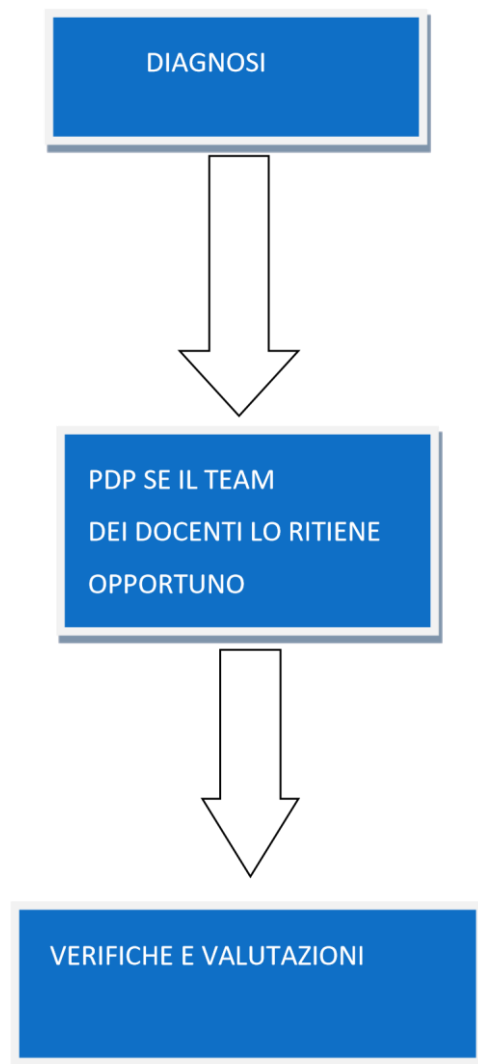 DIAGNOSI
PDP SE IL TEAM
DEI DOCENTI LO RITIENE
OPPORTUNO
VERIFICHE E VALUTAZIONI